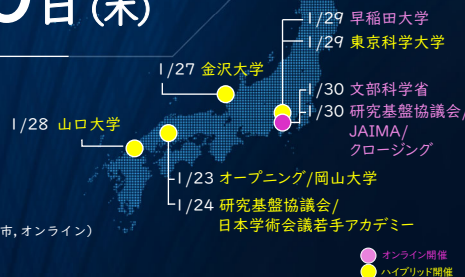 日(木)
1/29 早稲田大学
1/29 東京科学大学
1/27 金沢大学
1/30 文部科学省
1/30 研究基盤協議会/
JAIMA/
クロージング
1/28 山口大学
1/23 オープニング/岡山大学
1/24 研究基盤協議会/
日本学術会議若手アカデミー
市,オンライン)
オンライン開催
ハイブリッド開催